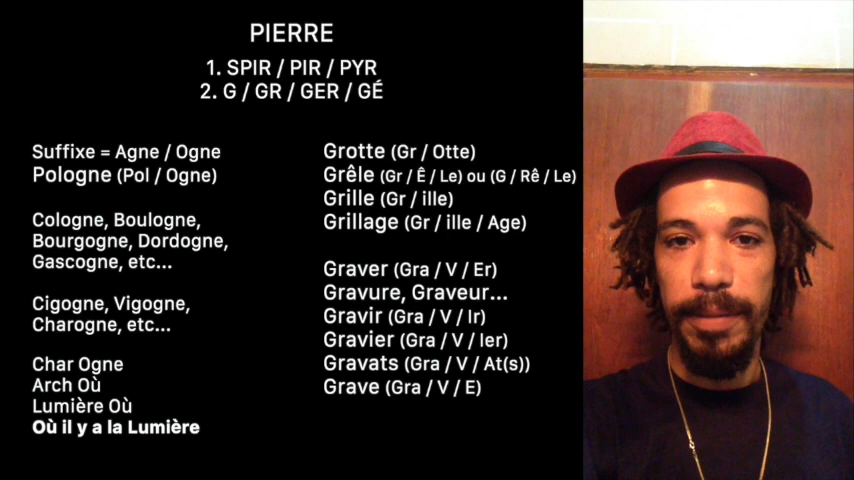 PIERRE
1. SPIR / PIR / PYR
2. G / GR / GER / GÉ
Suffixe = Agne / Ogne
Pologne (Pol / Ogne)
Cologne, Boulogne,
Bourgogne, Dordogne,
Gascogne, etc...
Cigogne, Vigogne,
Charogne, etc...
Char Ogne
Arch Où
Lumière Où
Où il y a la Lumière
Grotte (Gr / Otte)
Grêle (Gr / Ê / Le) ou (G / Rê / Le)
Grille (Gr / ille)
Grillage (Gr / ille / Age)
Graver (Gra / V / Er)
Gravure, Graveur...
Gravir (Gra / V / Ir)
Gravier (Gra / V / Ier)
Gravats (Gra / V / At(s))
Grave (Gra / V / E)